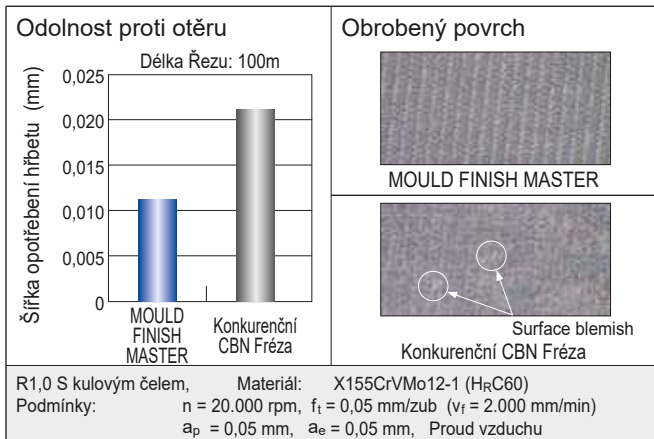 Odolnost proti otěru
Délka Řezu: 100m
Šířka opotřebení hřbetu (mm)
0,025
0,020
0,015
0,010
0,005
0
MOULD
FINISH
MASTER
Konkurenční
CBN Fréza
Obrobený povrch
MOULD FINISH MASTER
Surface blemish
Konkurenční CBN Fréza
R1,0 S kulovým čelem, Materiál: X155CrVMo12-1 (HRC60)
Podmínky: n = 20.000 rpm, ft = 0,05 mm/zub (vf = 2.000 mm/min)
ap = 0,05 mm, ae = 0,05 mm, Proud vzduchu